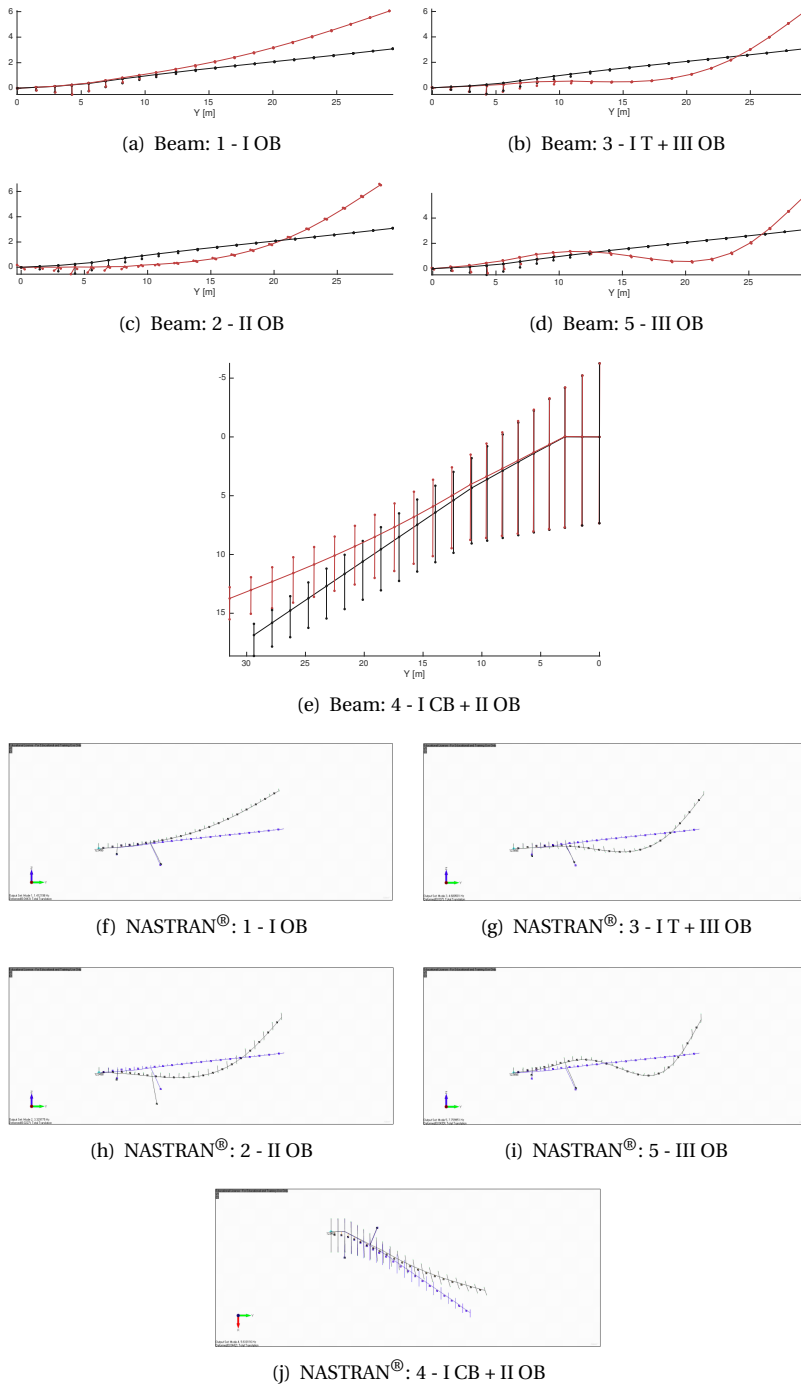 6
4
2
0
0 5 10 15 20 25
Y [m]
(a) Beam: 1 - I OB
6
4
2
0
0 5 10 15 20 25
Y [m]
(b) Beam: 3 - I T + III OB
6
4
2
0
0 5 10 15 20 25
Y [m]
(c) Beam: 2 - II OB
4
2
0
0 5 10 15 20 25
Y [m]
(d) Beam: 5 - III OB
-5
0
5
10
15
30 25 20 15 10 5 0
Y [m]
(e) Beam: 4 - I CB + II OB
(f) NASTRAN®: 1 - I OB
(g) NASTRAN®: 3 - I T + III OB
(h) NASTRAN®: 2 - II OB
(i) NASTRAN®: 5 - III OB
(j) NASTRAN®: 4 - I CB + II OB